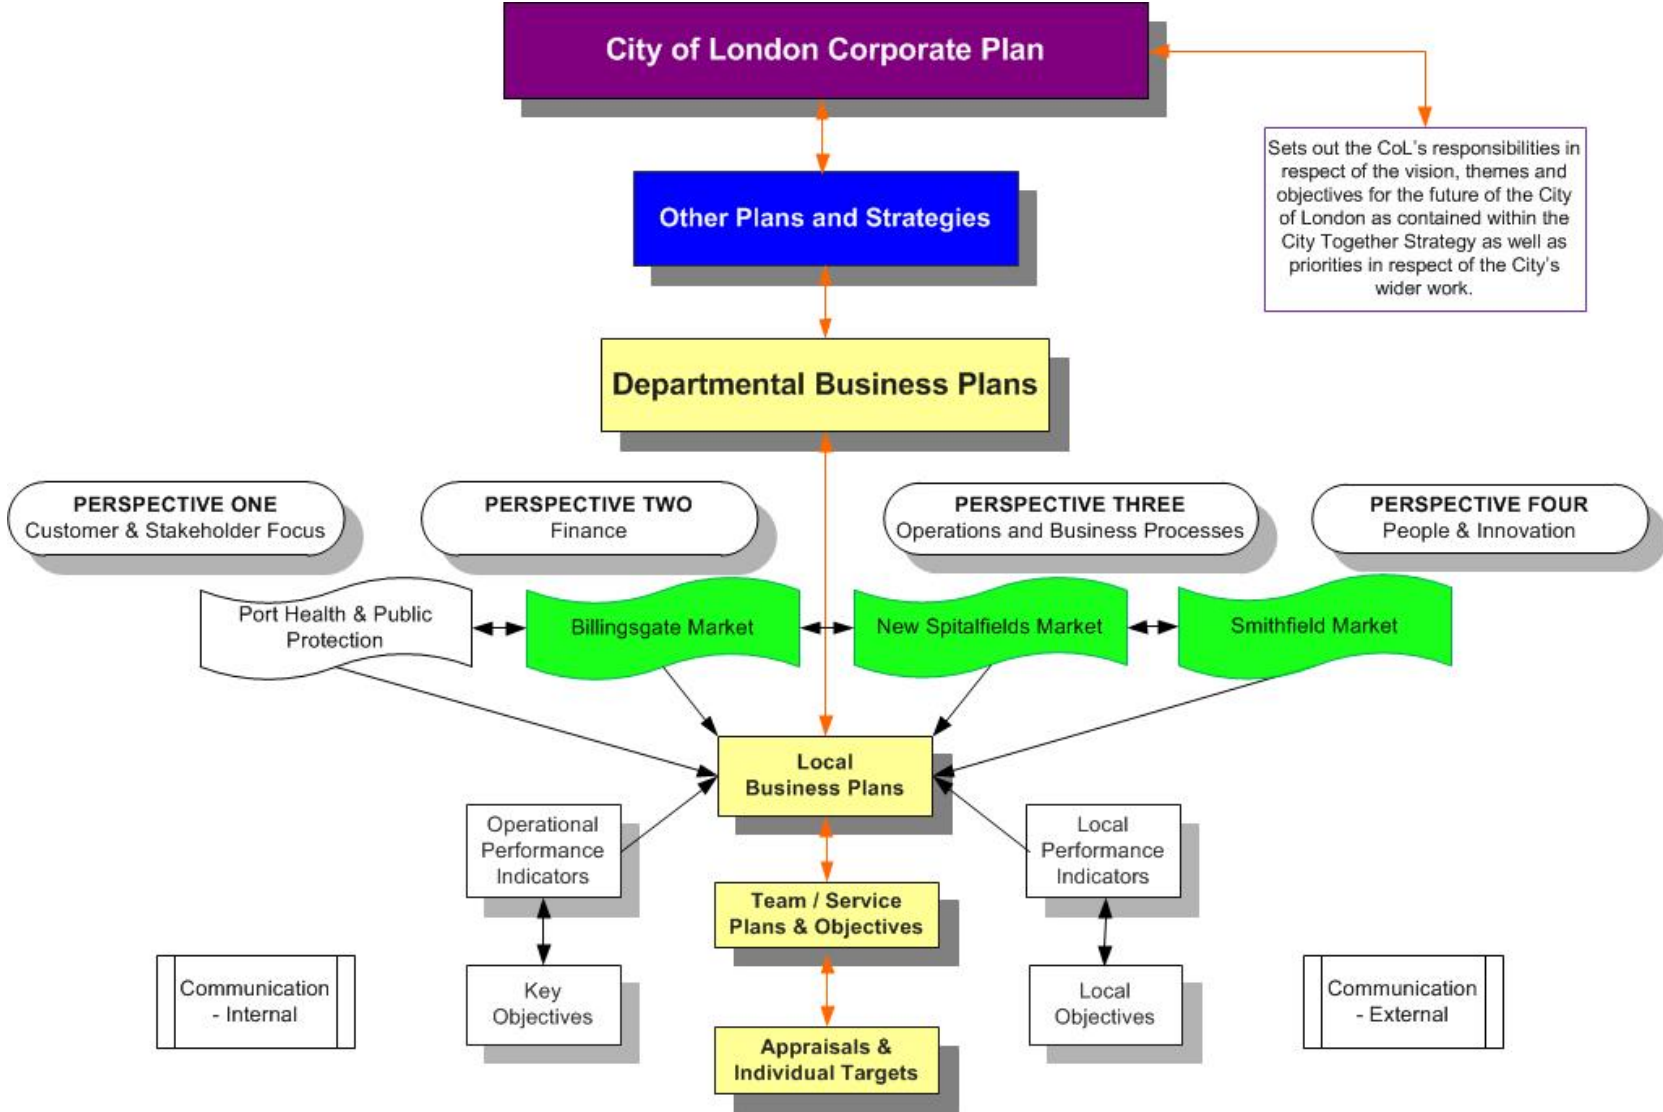 City of London Corporate Plan
Sets out the CoL's responsibilities in
respect of the vision, themes and
objectives for the future of the City
of London as contained within the
City Together Strategy as well as
priorities in respect of the City's
wider work.
Other Plans and Strategies
Departmental Business Plans
PERSPECTIVE ONE
Customer & Stakeholder Focus
PERSPECTIVE TWO
Finance
PERSPECTIVE THREE
Operations and Business Processes
PERSPECTIVE FOUR
People & Innovation
Port Health & Public
Protection
Billingsgate Market
New Spitalfields Market
Smithfield Market
Local
Business Plans
Operational
Performance
Indicators
Local
Performance
Indicators
Team / Service
Plans & Objectives
Communication
- Internal
Key
Objectives
Local
Objectives
Communication
- External
Appraisals &
Individual Targets